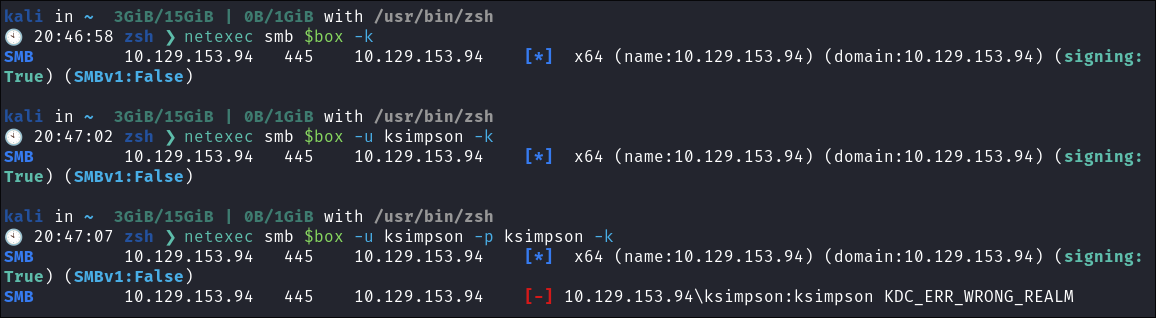 kali in ~ 3GiB/15GiB | 0B/1GiB with /usr/bin/zsh
🕙 20:46:58 zsh ❯ netexec smb $box -k
SMB 10.129.153.94 445 10.129.153.94 [*] x64 (name:10.129.153.94) (domain:10.129.153.94) (signing:
True) (SMBv1:False)
kali in ~ 3GiB/15GiB | 0B/1GiB with /usr/bin/zsh
🕙 20:47:02 zsh ❯ netexec smb $box -u ksimpson -k
SMB 10.129.153.94 445 10.129.153.94 [*] x64 (name:10.129.153.94) (domain:10.129.153.94) (signing:
True) (SMBv1:False)
kali in ~ 3GiB/15GiB | 0B/1GiB with /usr/bin/zsh
🕙 20:47:07 zsh ❯ netexec smb $box -u ksimpson -p ksimpson -k
SMB 10.129.153.94 445 10.129.153.94 [*] x64 (name:10.129.153.94) (domain:10.129.153.94) (signing:
True) (SMBv1:False)
SMB 10.129.153.94 445 10.129.153.94 [-] 10.129.153.94\ksimpson:ksimpson KDC_ERR_WRONG_REALM